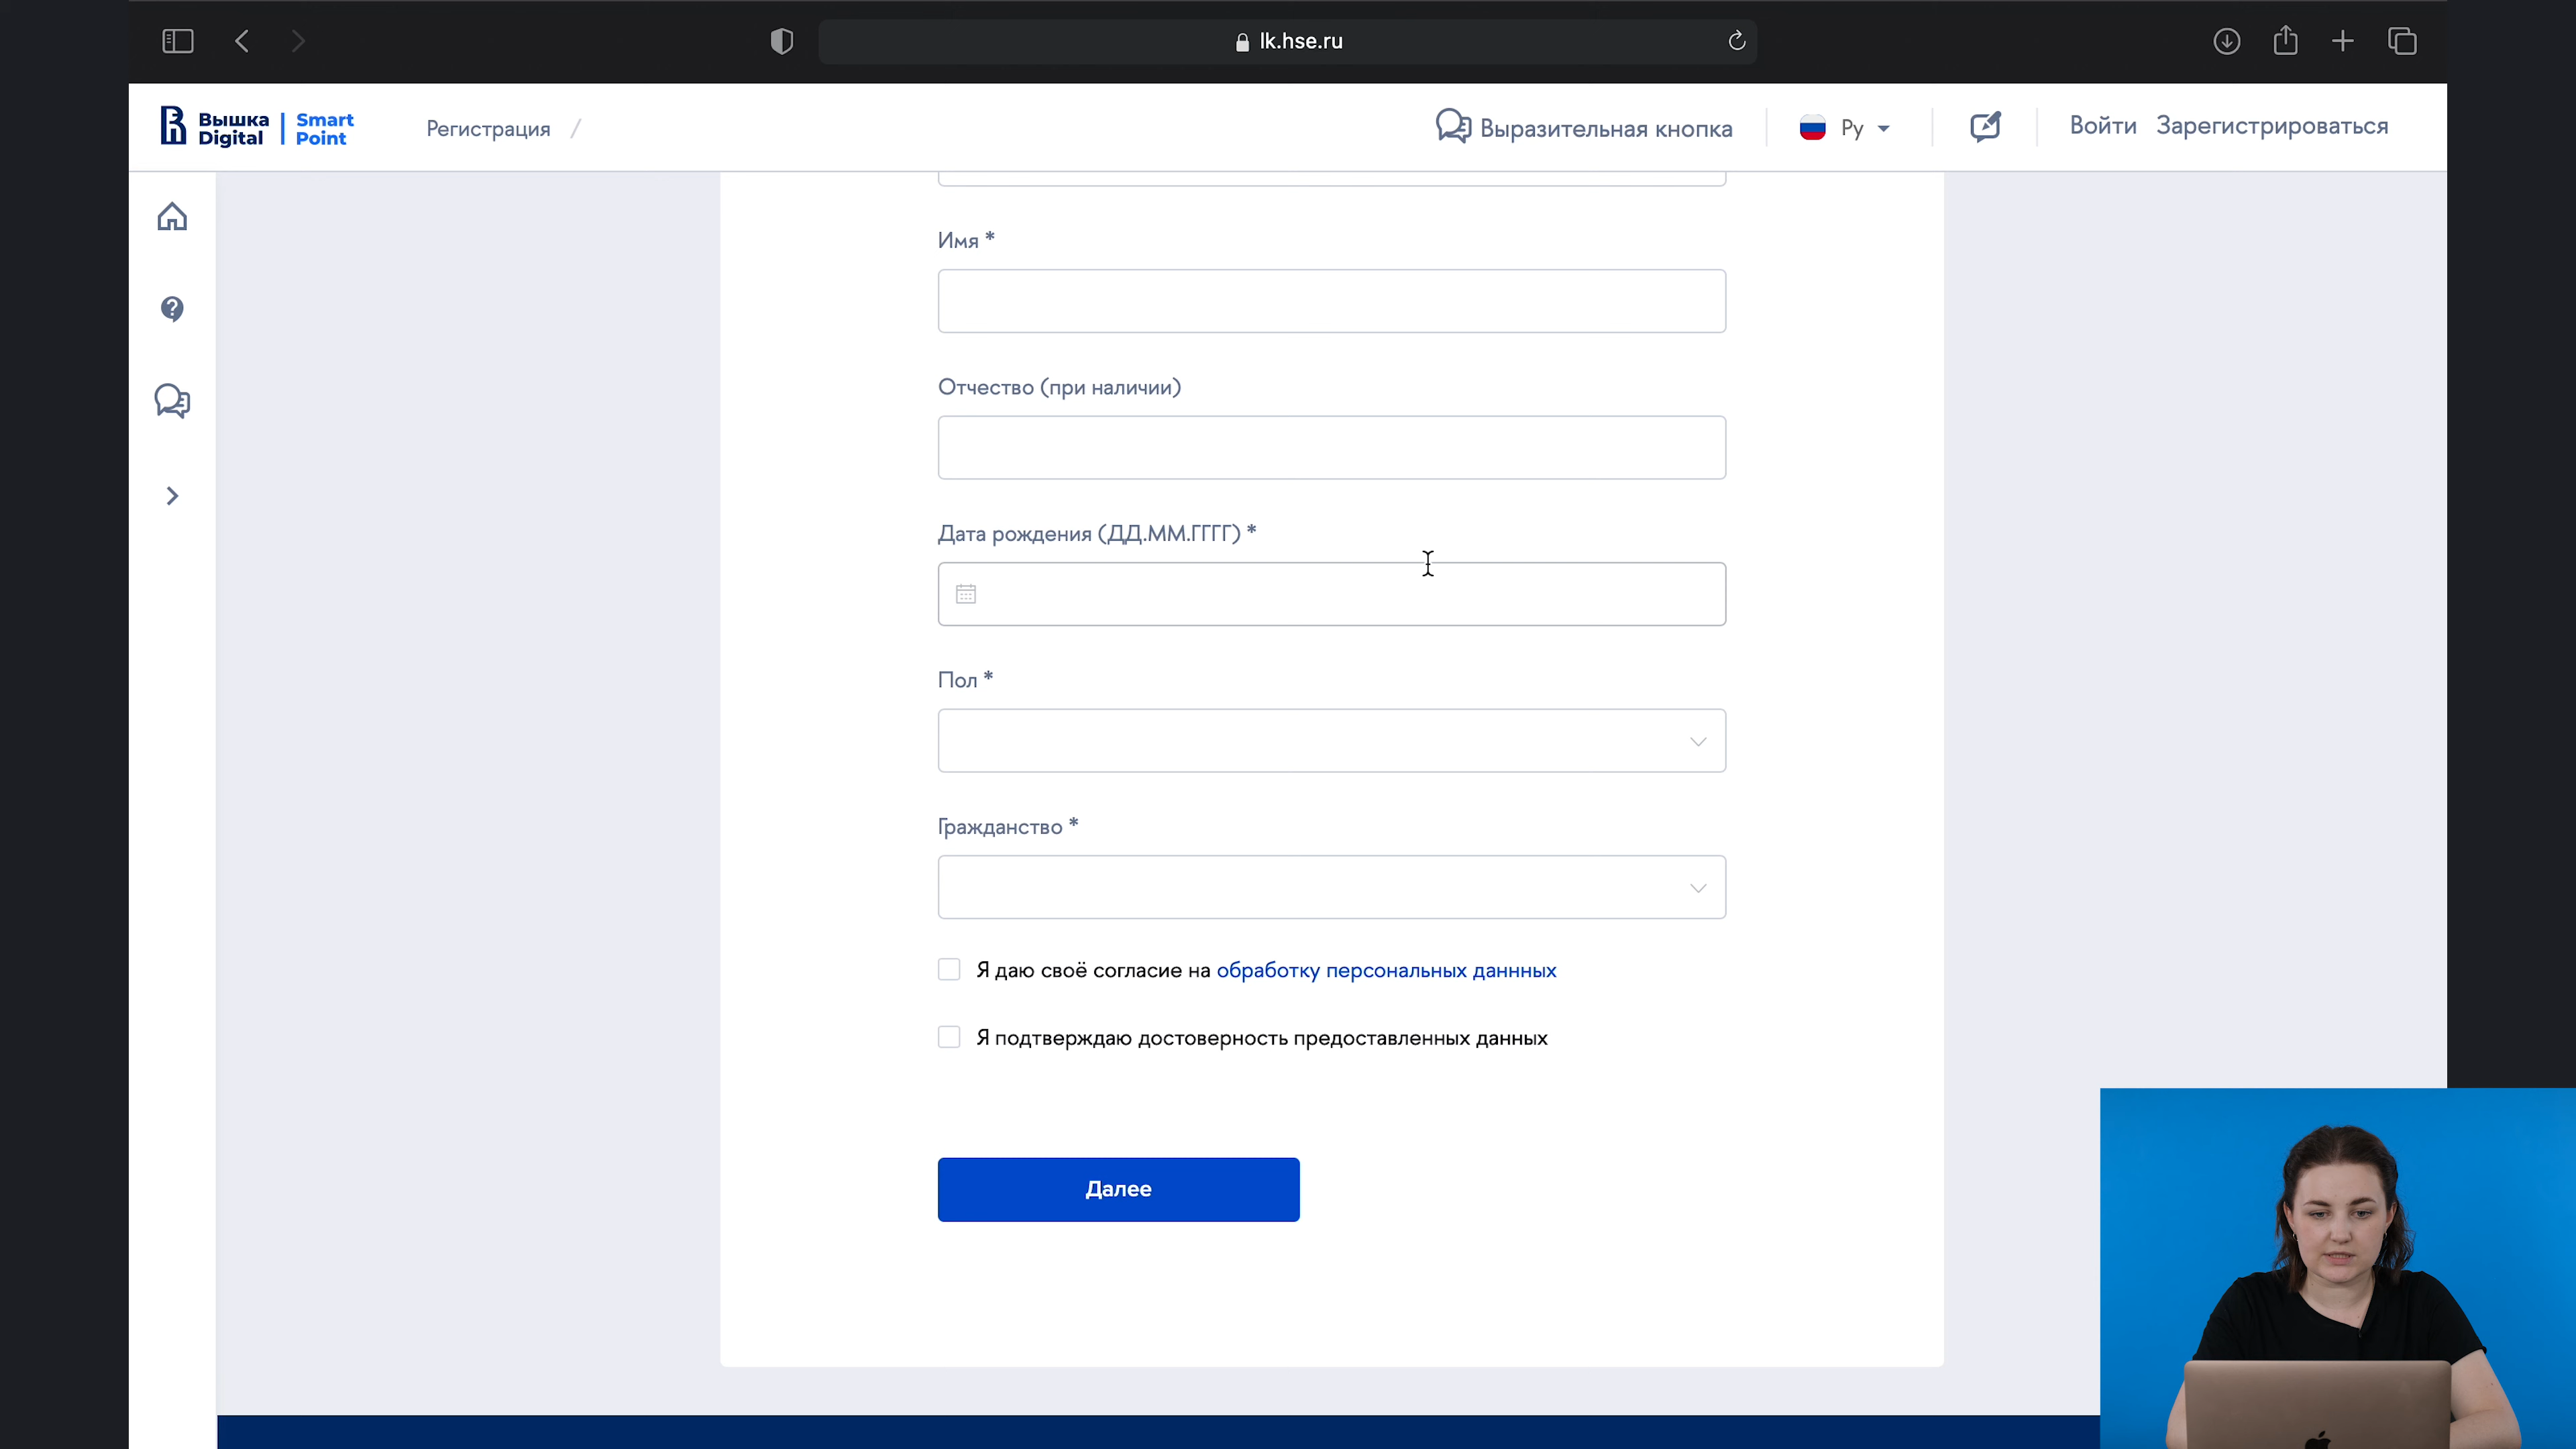 lk.hse.ru
Вышка
Digital
Smart
Point
Регистрация /
Выразительная кнопка
Ру
Войти
Зарегистрироваться
Имя *
Отчество (при наличии)
Дата рождения (ДД.ММ.ГГГГ) *
Пол *
Гражданство *
Я даю своё согласие на обработку персональных даннных
Я подтверждаю достоверность предоставленных данных
Далее